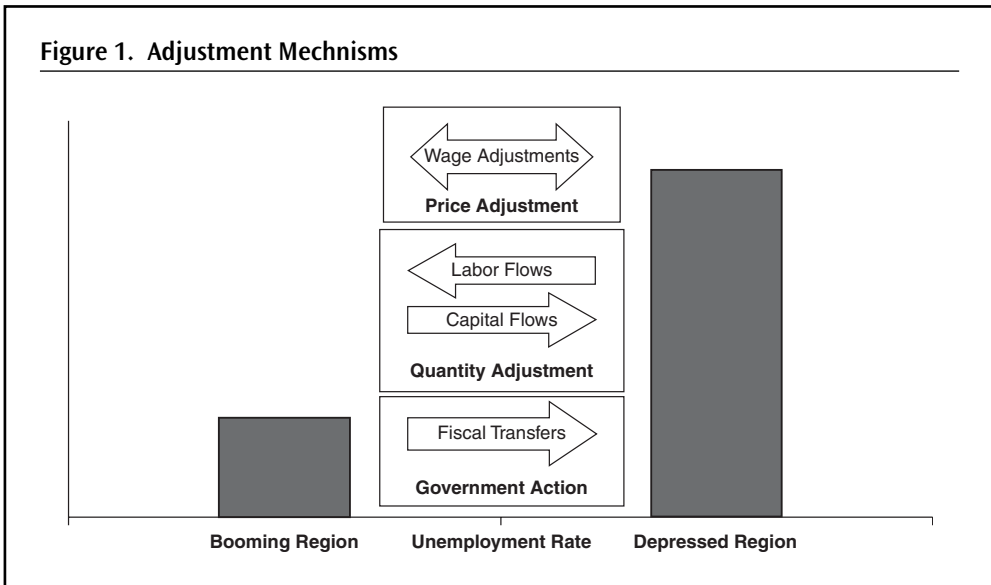 Figure 1. Adjustment Mechnisms
Wage Adjustments
Price Adjustment
Labor Flows
Capital Flows
Quantity Adjustment
Fiscal Transfers
Government Action
Booming Region
Unemployment Rate
Depressed Region